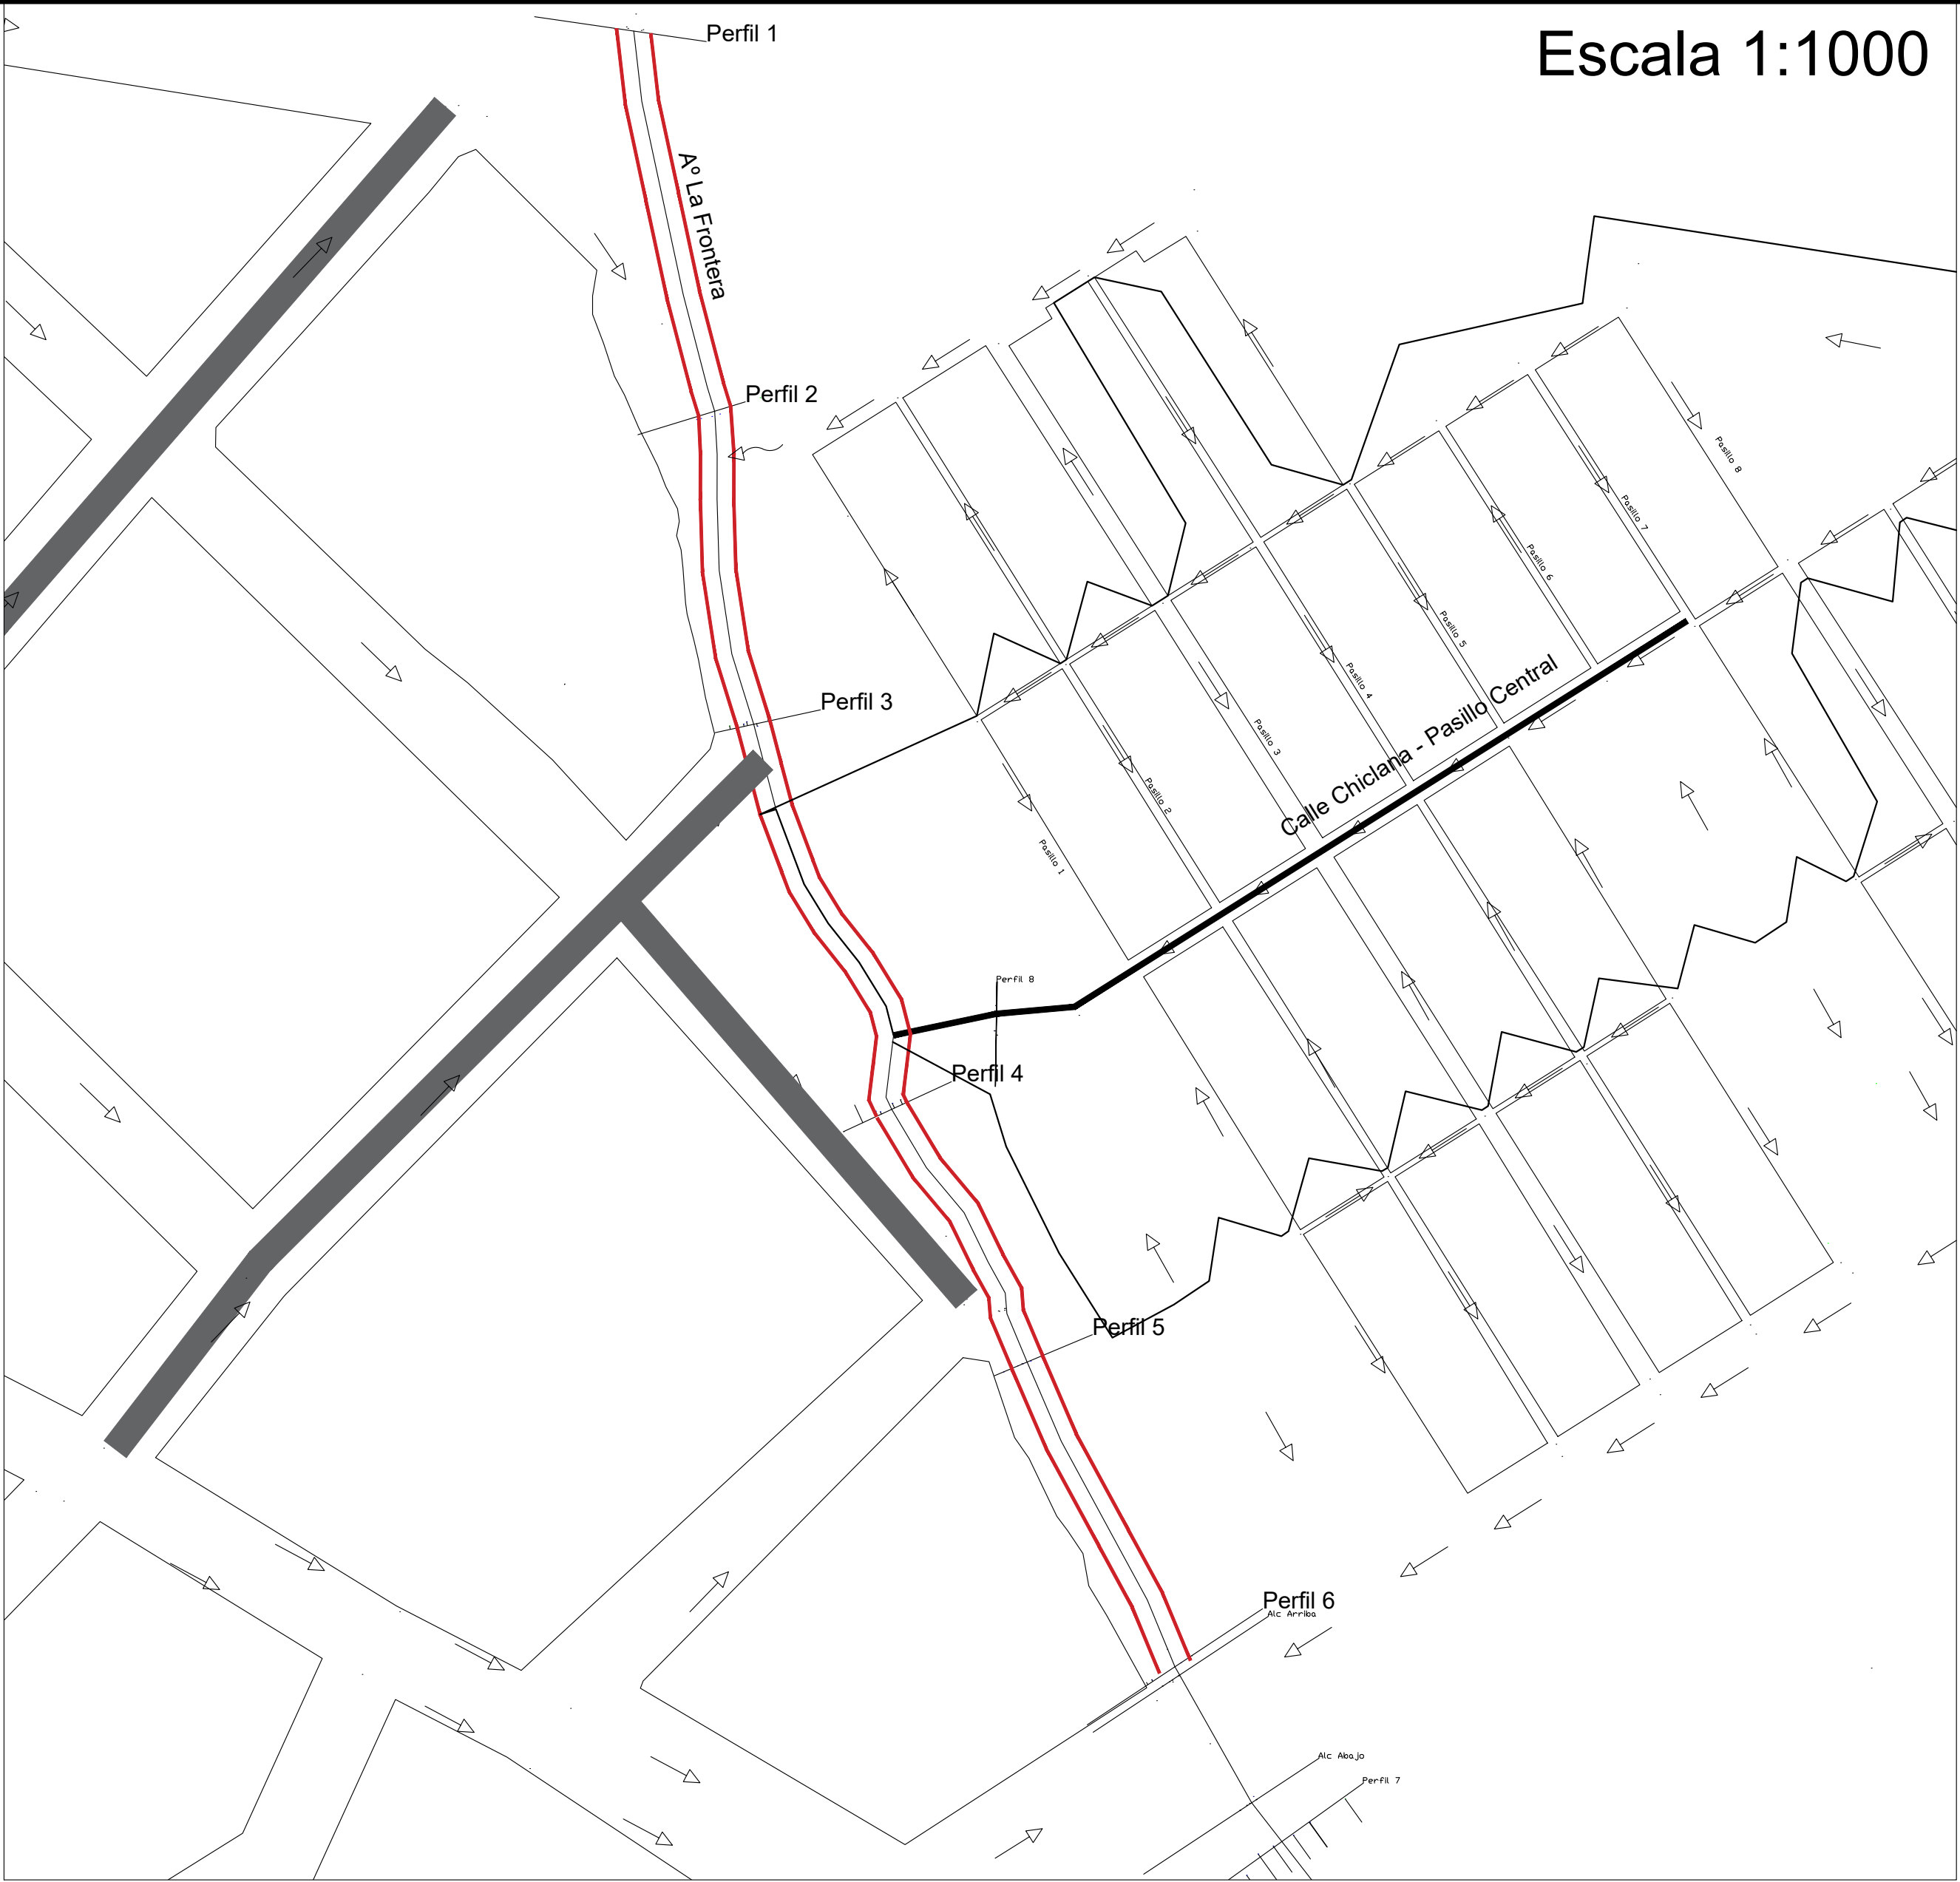 Perfil 1
Escala 1:1000
Aº La Frontera
Perfil 2
Pasillo 8
Pasillo 7
Pasillo 6
Pasillo 5
Pasillo 4
Perfil 3
Pasillo 3
Pasillo 2
Pasillo 1
Calle Chiclana - Pasillo Central
Perfil 8
Perfil 4
Perfil 5
Perfil 6
Alc Arriba
Alc Abajo
Perfil 7